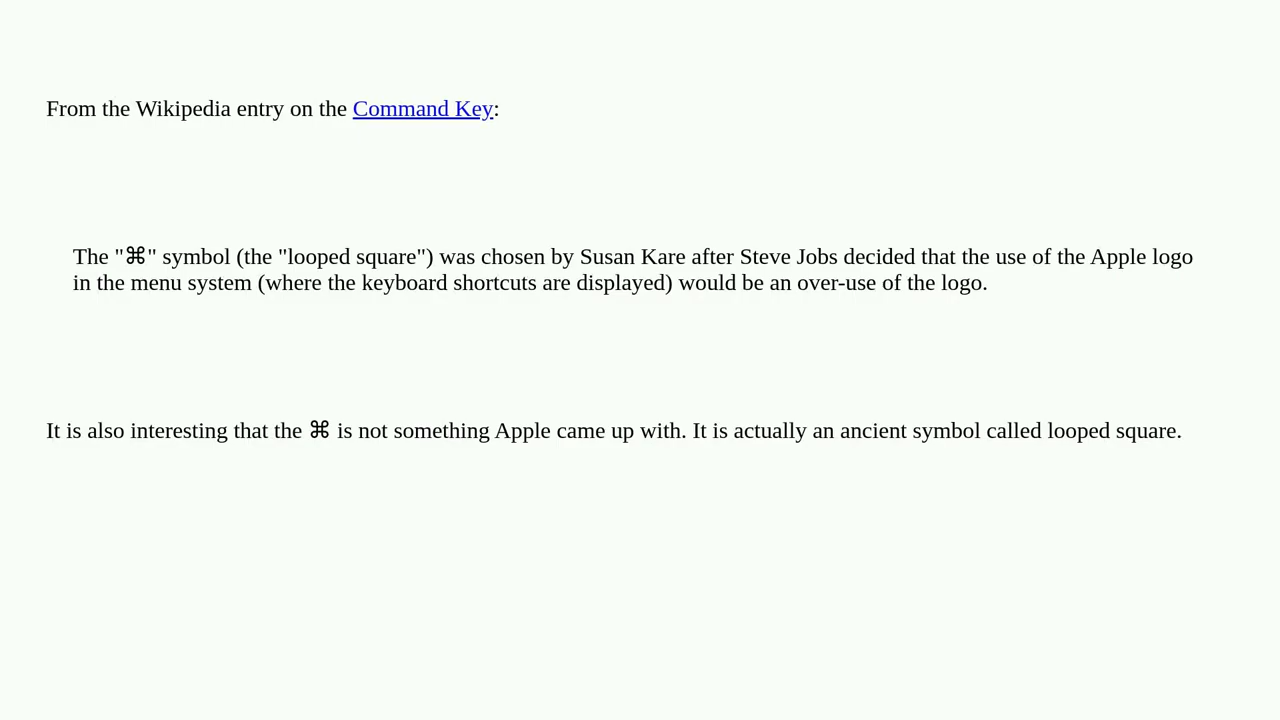 From the Wikipedia entry on the Command Key:
The "⌘" symbol (the "looped square") was chosen by Susan Kare after Steve Jobs decided that the use of the Apple logo
in the menu system (where the keyboard shortcuts are displayed) would be an over-use of the logo.
It is also interesting that the ⌘ is not something Apple came up with. It is actually an ancient symbol called looped square.